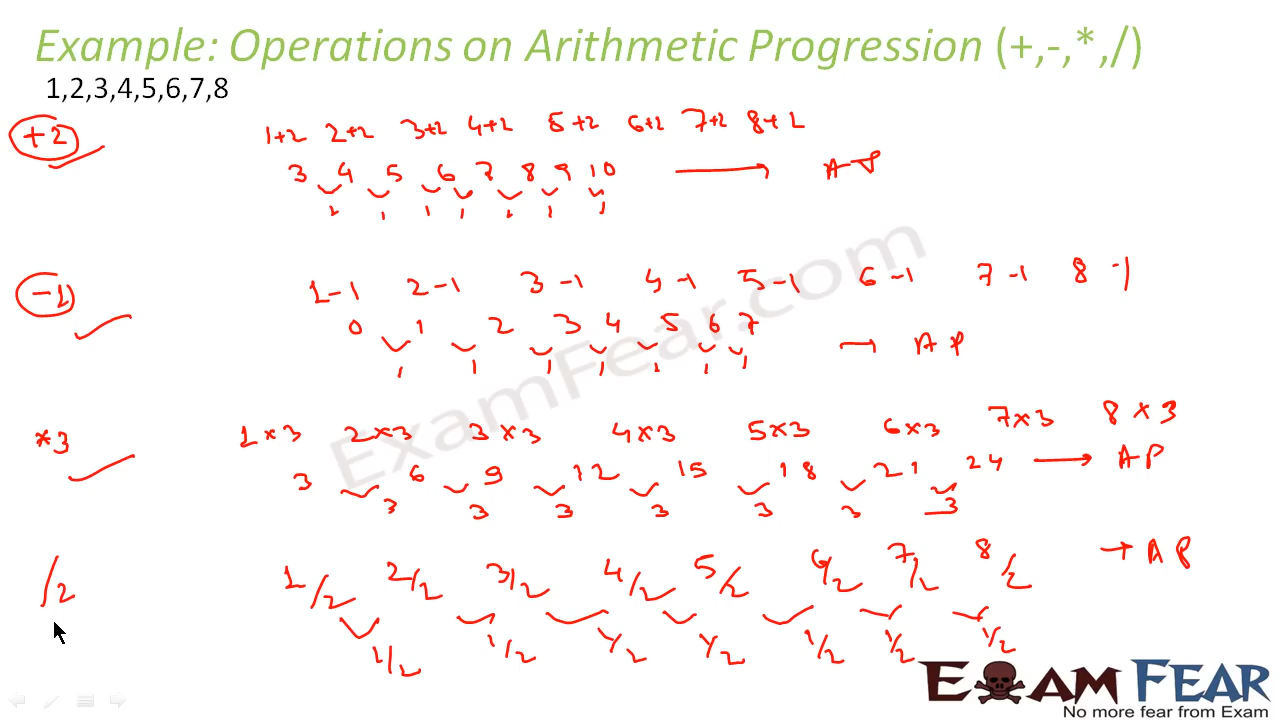 Example: Operations on Arithmetic Progression (+,-,*,/)
1,2,3,4,5,6,7,8
+2 1+2 2+2 3+2 4+2 5+2 6+2 7+2 8+2
3 4 5 6 7 8 9 10 → AP
1 1 1 1 1 1 1
-1 1-1 2-1 3-1 4-1 5-1 6-1 7-1 8-1
0 1 2 3 4 5 6 7 → AP
1 1 1 1 1 1 1
*3 1×3 2×3 3×3 4×3 5×3 6×3 7×3 8×3
3 6 9 12 15 18 21 24 → AP
3 3 3 3 3 3 3
/2 1/2 2/2 3/2 4/2 5/2 6/2 7/2 8/2 → AP
1/2 1/2 1/2 1/2 1/2 1/2 1/2
ExamFear.com
EXAM FEAR
No more fear from Exam